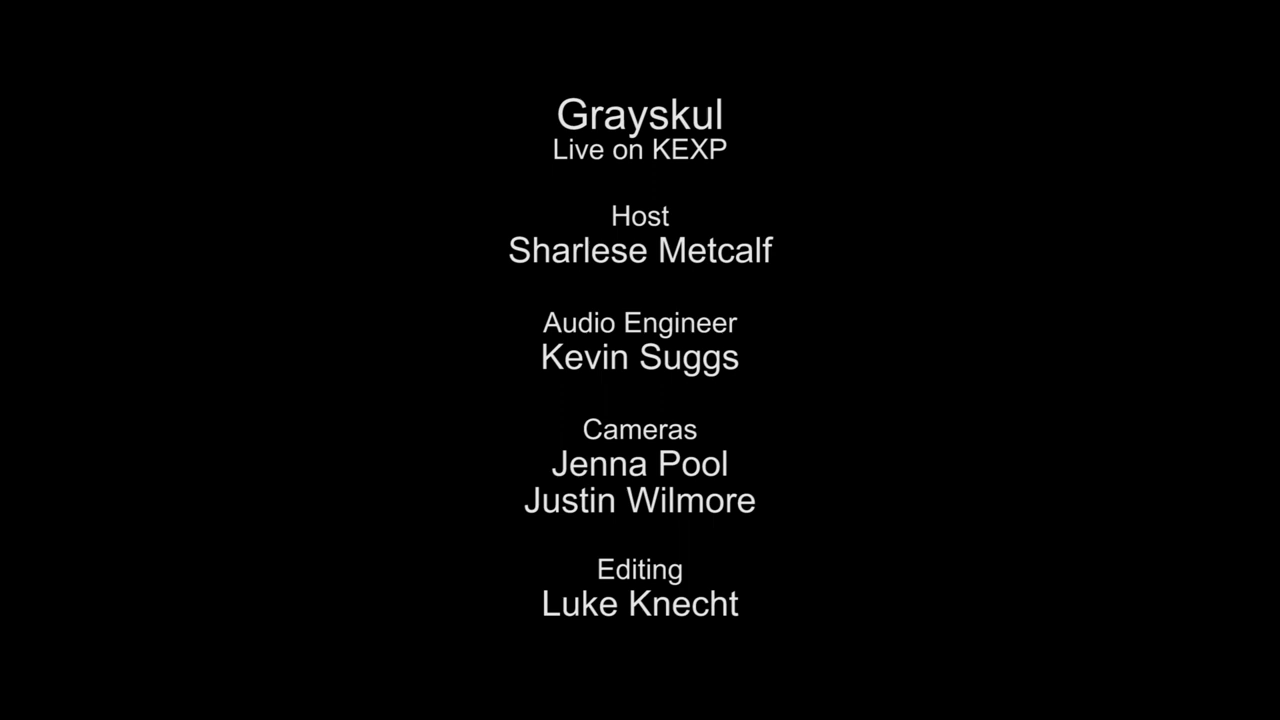 Grayskul
Live on KEXP
Host
Sharlese Metcalf
Audio Engineer
Kevin Suggs
Cameras
Jenna Pool
Justin Wilmore
Editing
Luke Knecht